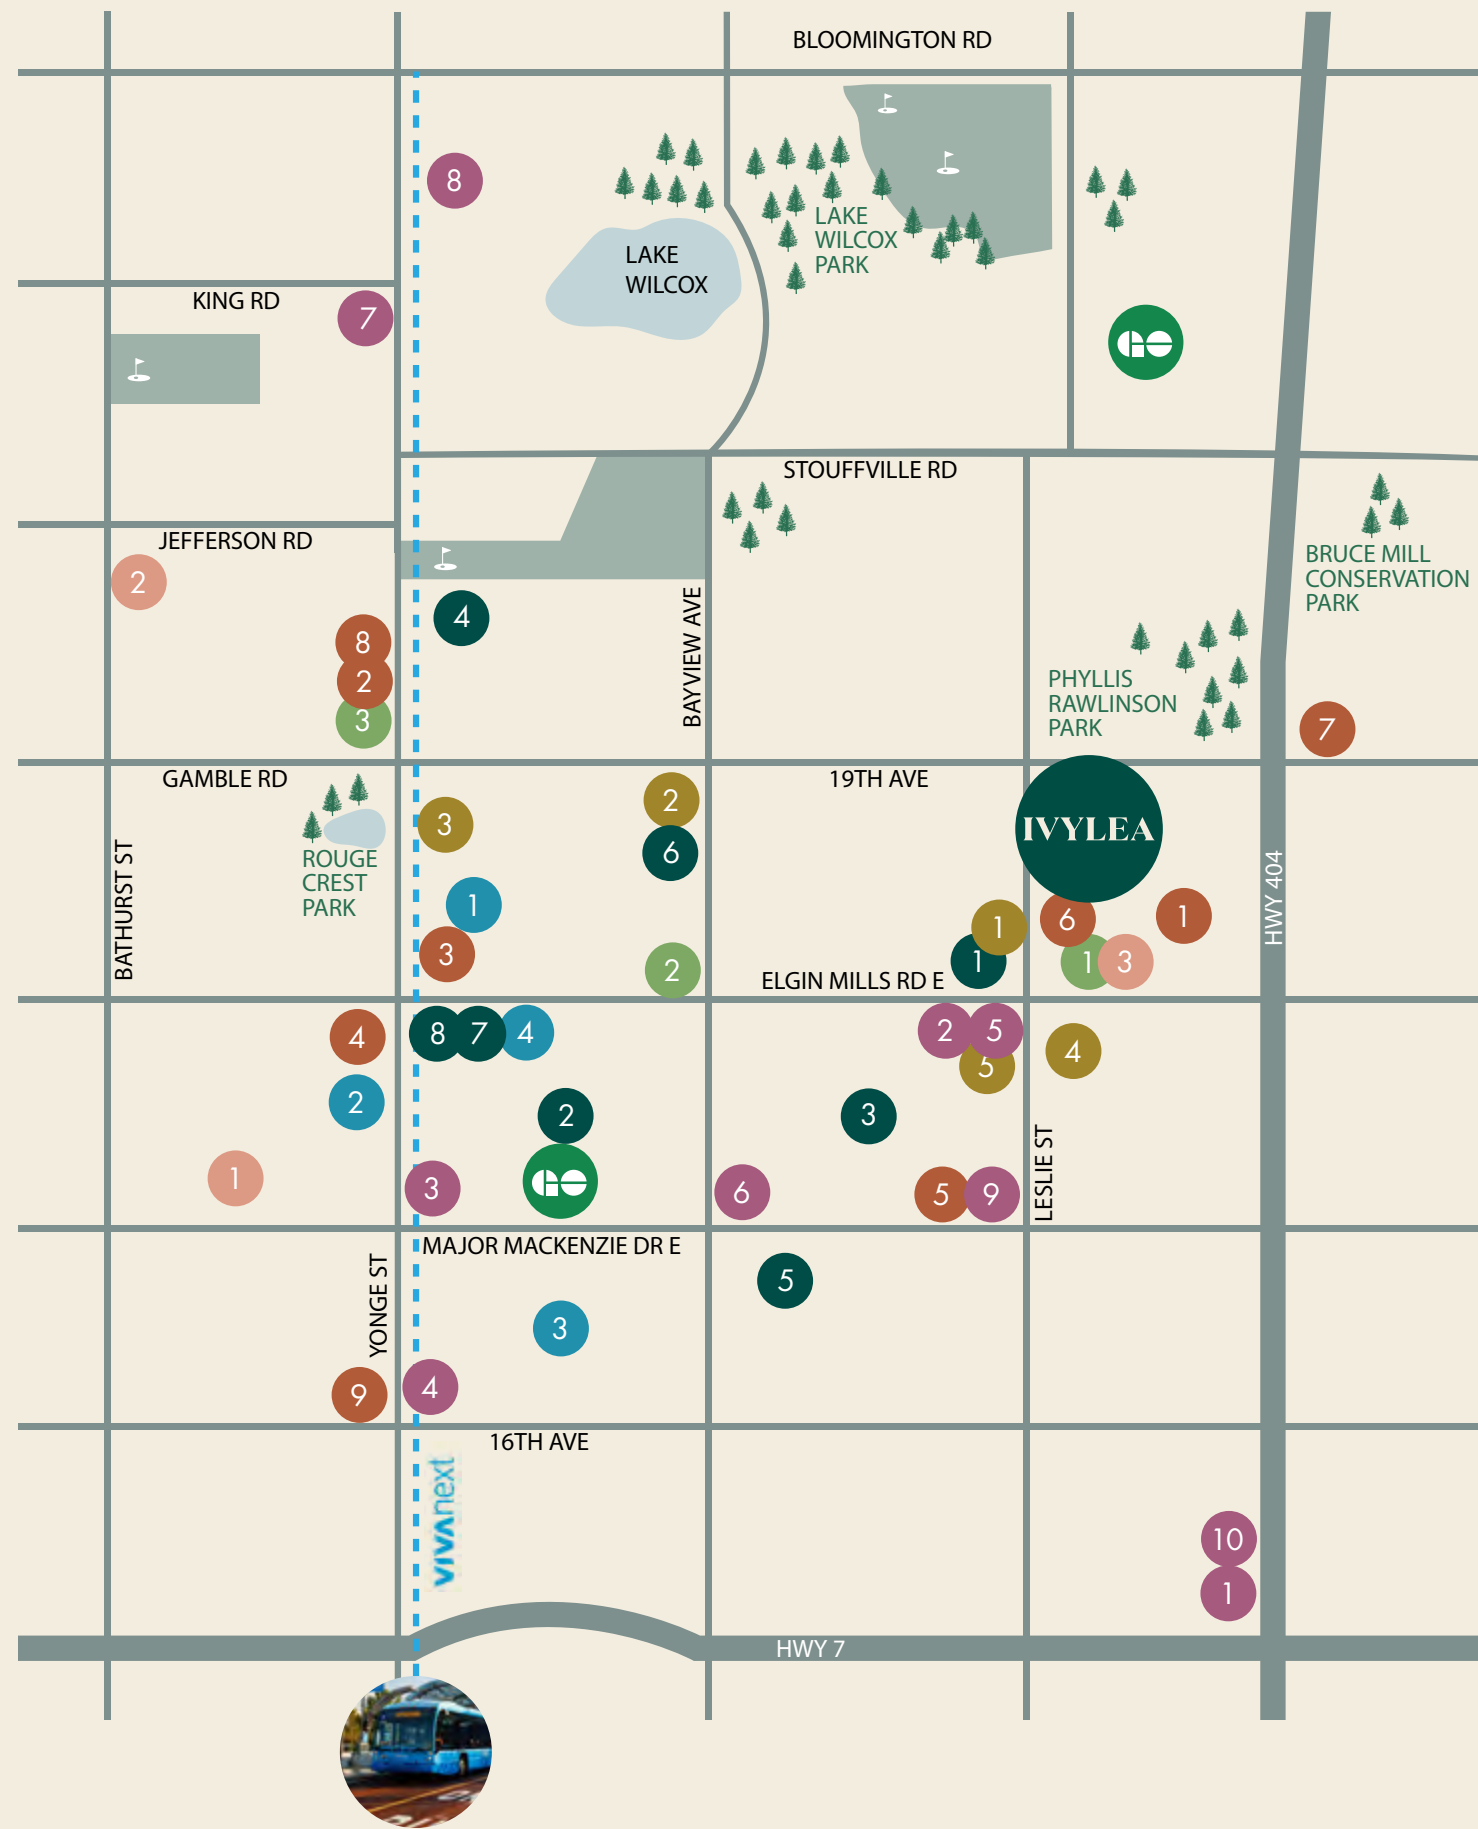 BLOOMINGTON RD
8
LAKE
WILCOX
PARK
LAKE
WILCOX
KING RD
7
GO
STOUFFVILLE RD
JEFFERSON RD
BRUCE MILL
CONSERVATION
PARK
2
4
8
2
3
BAYVIEW AVE
PHYLLIS
RAWLINSON
PARK
7
GAMBLE RD
19TH AVE
2
3
6
IVYLEA
ROUGE
CREST
PARK
BATHURST ST
HWY 404
1
3
2
1
1
6
1
1
3
ELGIN MILLS RD E
4
8
7
4
2
5
5
4
2
2
3
LESLIE ST
1
3
GO
6
5
9
MAJOR MACKENZIE DR E
YONGE ST
5
3
9
4
16TH AVE
vivanext
10
1
HWY 7